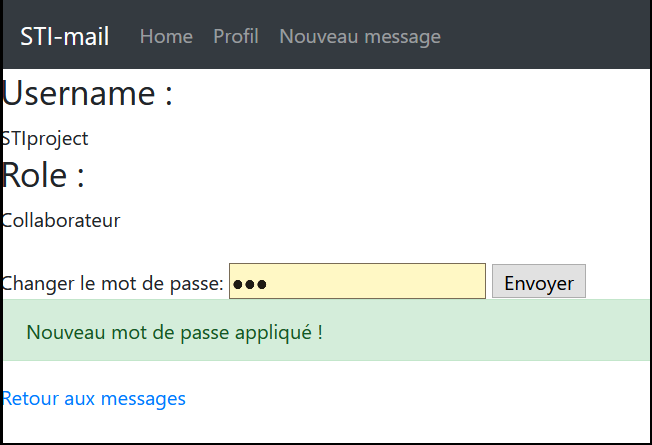 STI-mail Home Profil Nouveau message
Username :
STIproject
Role :
Collaborateur
Changer le mot de passe: ●●● Envoyer
Nouveau mot de passe appliqué !
Retour aux messages